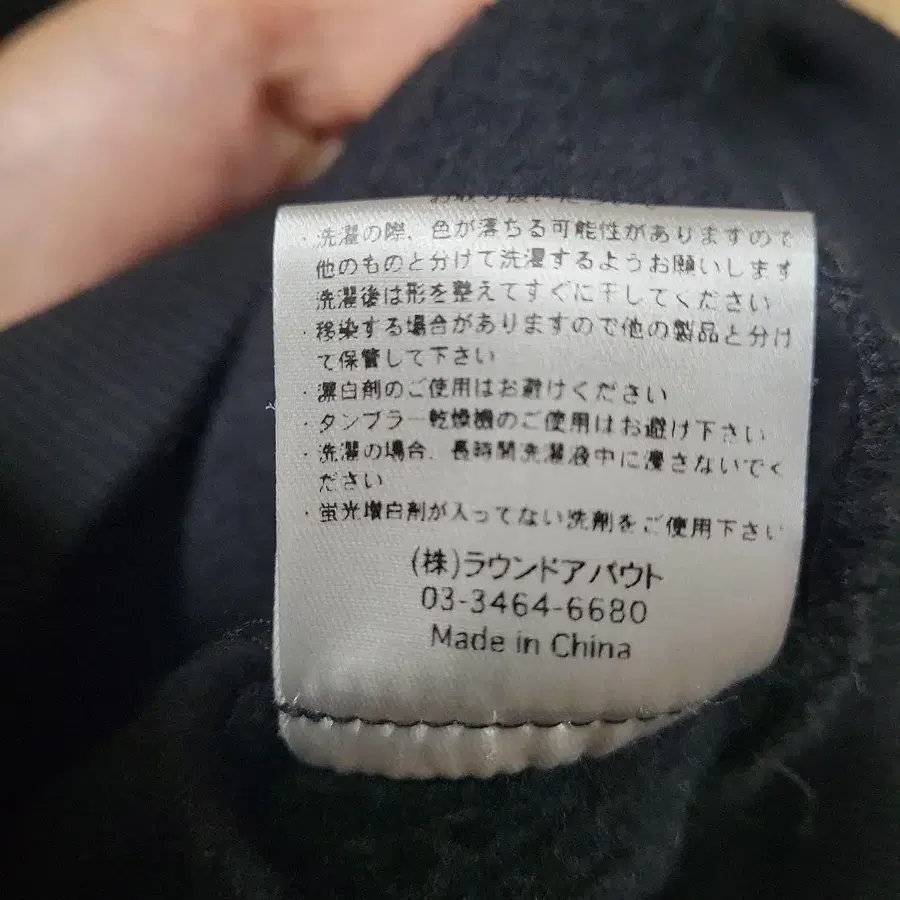 ・洗濯の際、色が落ちる可能性がありますので
他のものと分けて洗濯するようお願いします
洗濯後は形を整えてすぐに干してください
・移染する場合がありますので他の製品と分け
て保管して下さい
・漂白剤のご使用はお避けください
・タンブラー乾燥機のご使用はお避け下さい
・洗濯の場合、長時間洗濯液中に浸さないでく
ださい
・蛍光増白剤が入ってない洗剤をご使用下さい
(株)ラウンドアバウト
03-3464-6680
Made in China